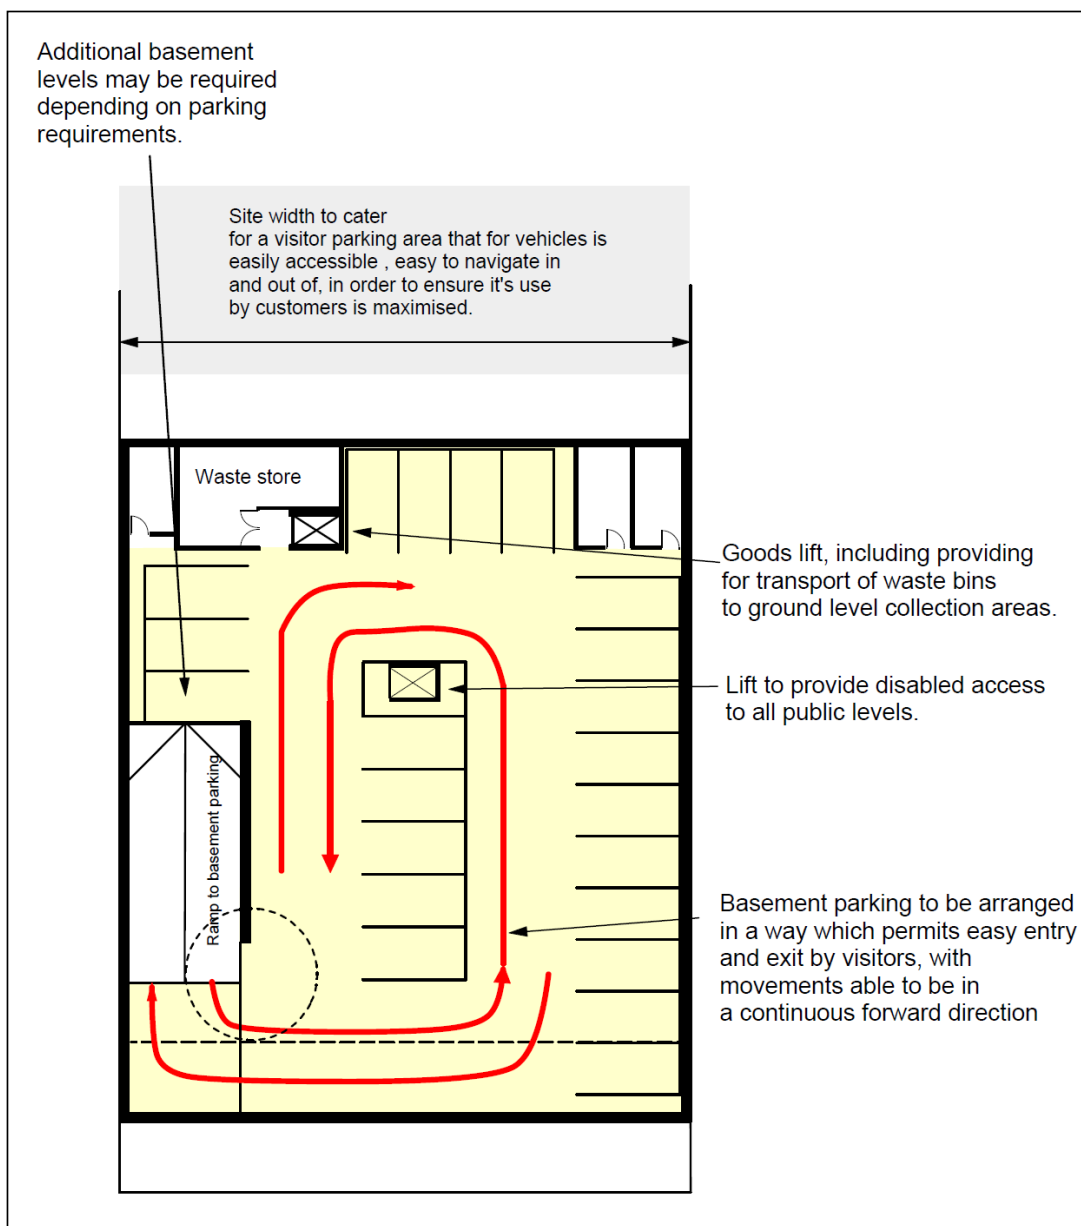 Additional basement
levels may be required
depending on parking
requirements.
Site width to cater
for a visitor parking area that for vehicles is
easily accessible , easy to navigate in
and out of, in order to ensure it's use
by customers is maximised.
Waste store
Goods lift, including providing
for transport of waste bins
to ground level collection areas.
Lift to provide disabled access
to all public levels.
Ramp to basement parking
Basement parking to be arranged
in a way which permits easy entry
and exit by visitors, with
movements able to be in
a continuous forward direction